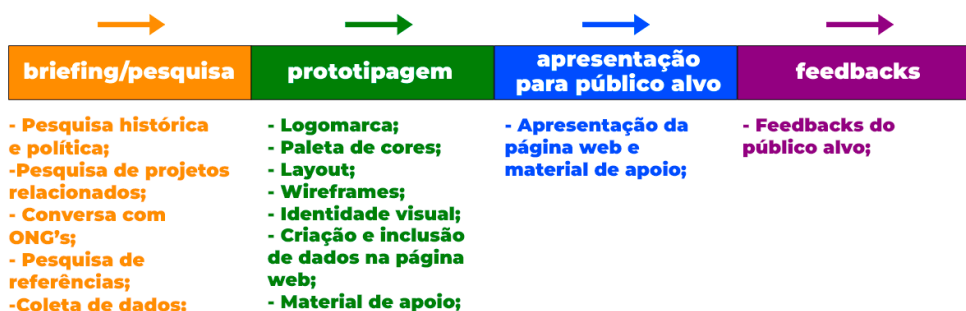 briefing/pesquisa
prototipagem
apresentação
para público alvo
feedbacks
- Pesquisa histórica
e política;
-Pesquisa de projetos
relacionados;
- Conversa com
ONG's;
- Pesquisa de
referências;
-Coleta de dados;
- Logomarca;
- Paleta de cores;
- Layout;
- Wireframes;
- Identidade visual;
- Criação e inclusão
de dados na página
web;
- Material de apoio;
- Apresentação da
página web e
material de apoio;
- Feedbacks do
público alvo;